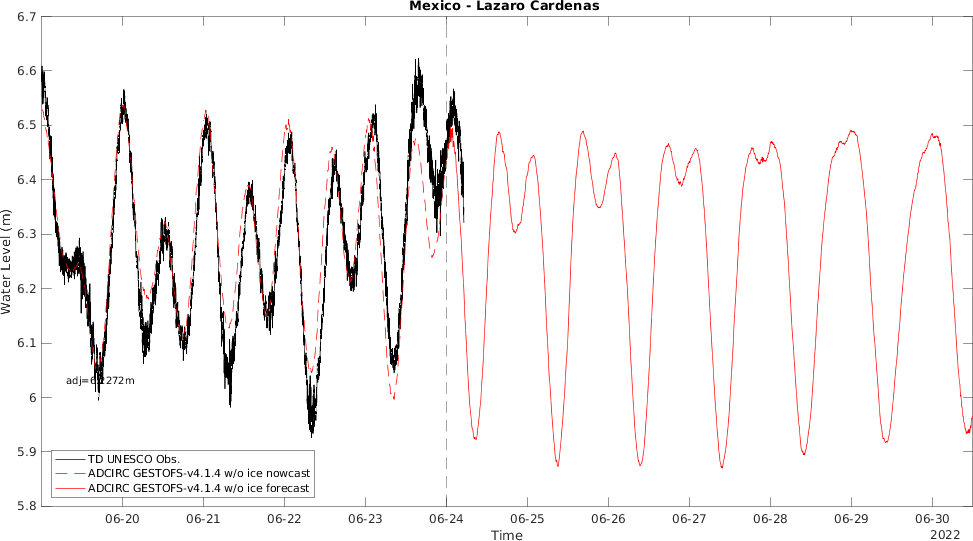 Mexico - Lazaro Cardenas
6.7
6.6
6.5
6.4
6.3
6.2
6.1
6
5.9
5.8
Water Level (m)
adj=6.2272m
TD UNESCO Obs.
ADCIRC GESTOFS-v4.1.4 w/o ice nowcast
ADCIRC GESTOFS-v4.1.4 w/o ice forecast
06-20 06-21 06-22 06-23 06-24 06-25 06-26 06-27 06-28 06-29 06-30
Time
2022